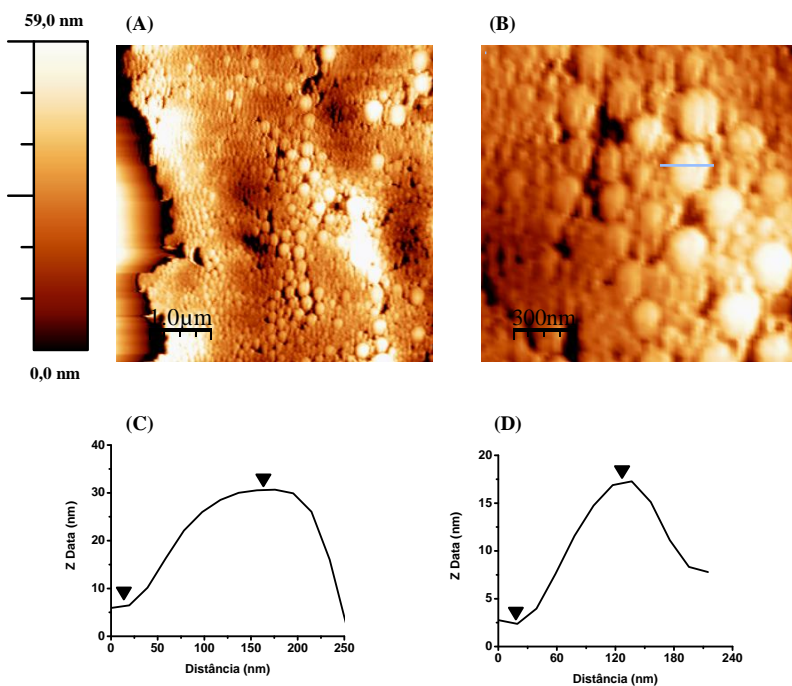 59,0 nm
(A)
(B)
0,0 nm
1.0µm
300nm
(C)
(D)
Z Data (nm)
40
30
20
10
0
0 50 100 150 200 250
Distância (nm)
Z Data (nm)
20
15
10
5
0
0 60 120 180 240
Distância (nm)